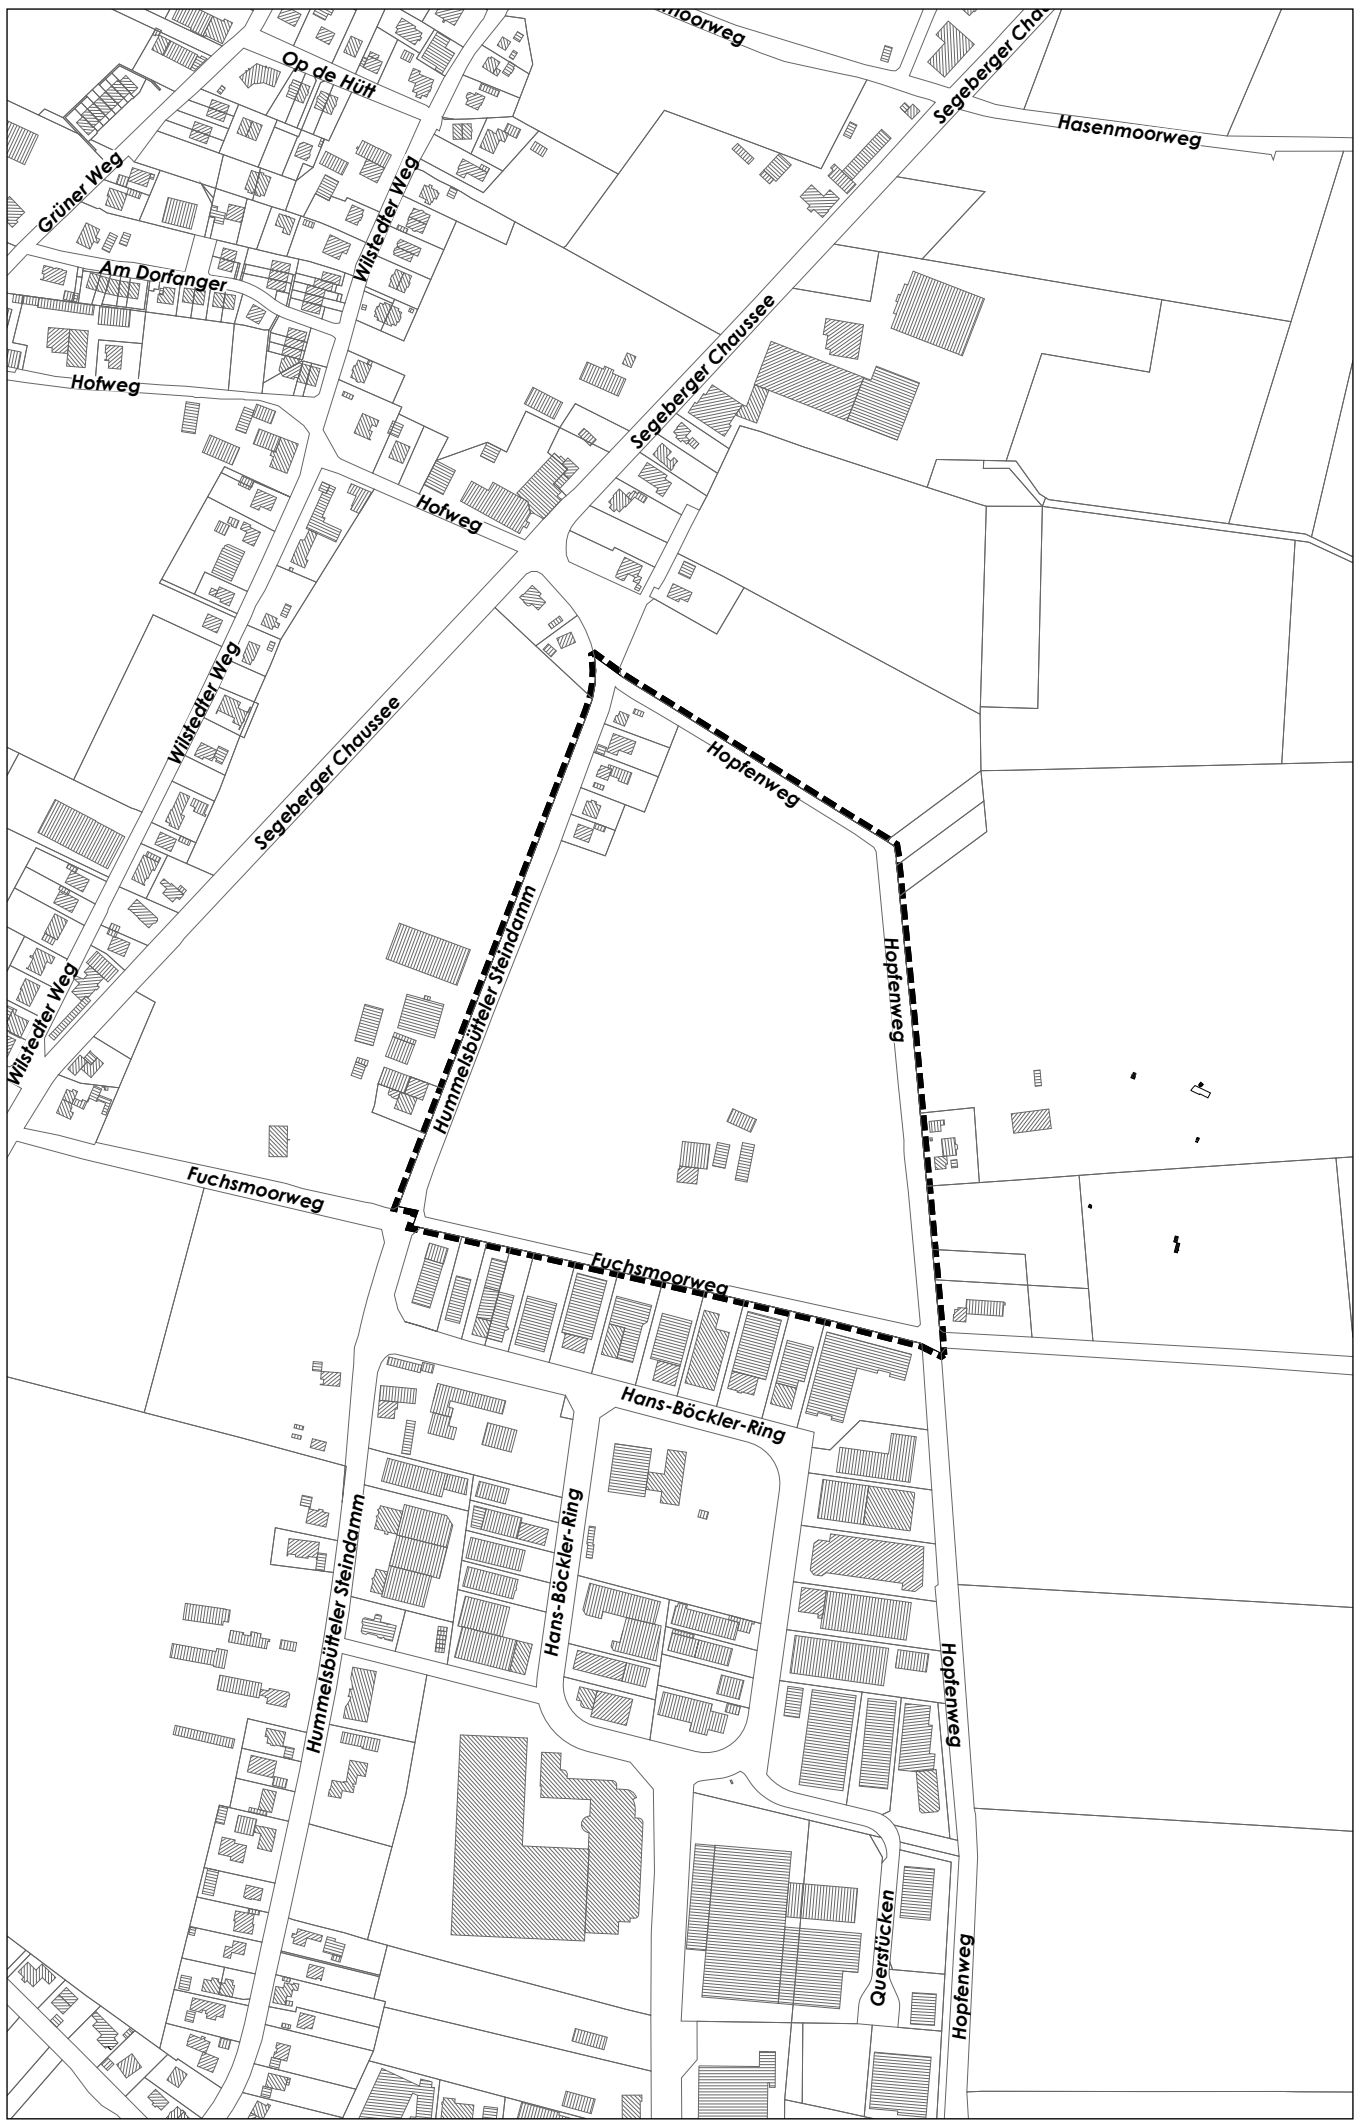 moorweg
Segeberger Chau
Op de Hütt
Hasenmoorweg
Grüner Weg
Wilstedter Weg
Am Dorfanger
Segeberger Chaussee
Hofweg
Hofweg
Wilstedter Weg
Segeberger Chaussee
Hopfenweg
Hummelsbütteler Steindamm
Hopfenweg
Wilstedter Weg
Fuchsmoorweg
Fuchsmoorweg
Hans-Böckler-Ring
Hans-Böckler-Ring
Hummelsbütteler Steindamm
Hopfenweg
Querstücken
Hopfenweg